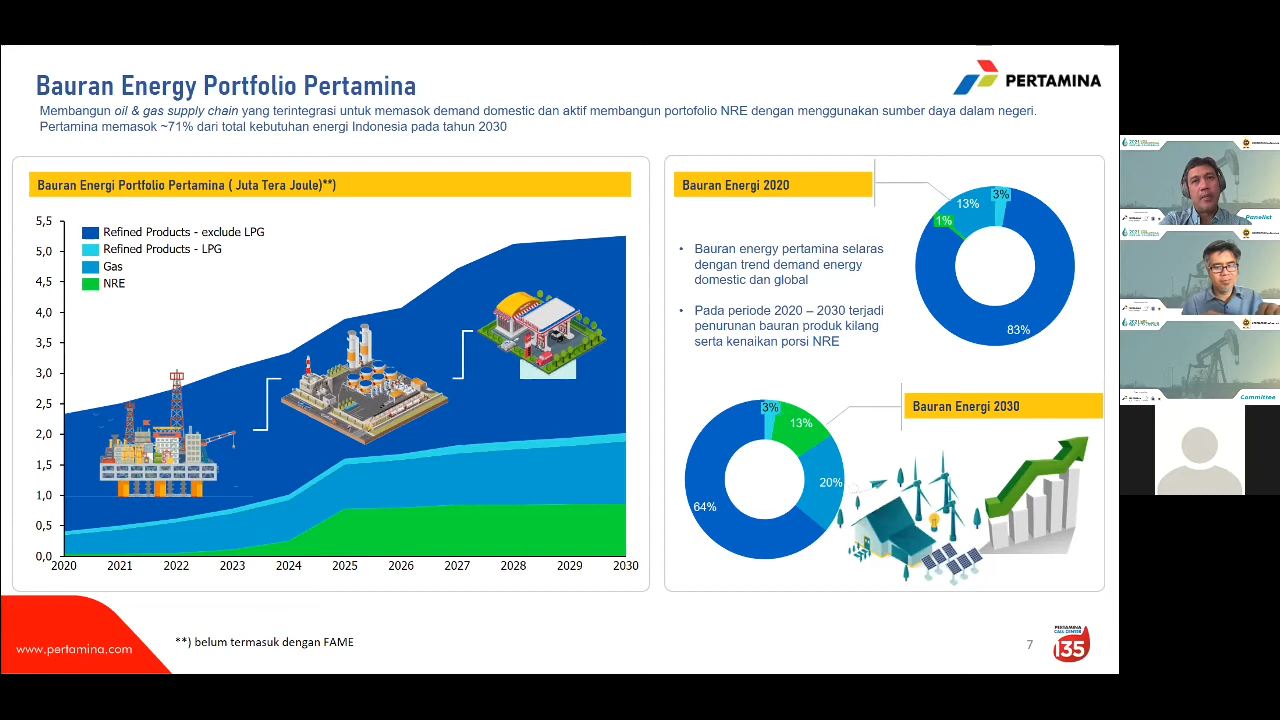 Bauran Energy Portfolio Pertamina
PERTAMINA
Membangun oil & gas supply chain yang terintegrasi untuk memasok demand domestic dan aktif membangun portofolio NRE dengan menggunakan sumber daya dalam negeri.
Pertamina memasok ~71% dari total kebutuhan energi Indonesia pada tahun 2030
Bauran Energi Portfolio Pertamina ( Juta Tera Joule)**)
5,5
5,0
4,5
4,0
3,5
3,0
2,5
2,0
1,5
1,0
0,5
0,0
Refined Products - exclude LPG
Refined Products - LPG
Gas
NRE
2020 2021 2022 2023 2024 2025 2026 2027 2028 2029 2030
Bauran Energi 2020
3%
13%
1%
83%
• Bauran energy pertamina selaras
dengan trend demand energy
domestic dan global
• Pada periode 2020 – 2030 terjadi
penurunan bauran produk kilang
serta kenaikan porsi NRE
Bauran Energi 2030
3%
13%
20%
64%
www.pertamina.com
**) belum termasuk dengan FAME
7
PERTAMINA
CALL CENTER
135
Panelist
Committee